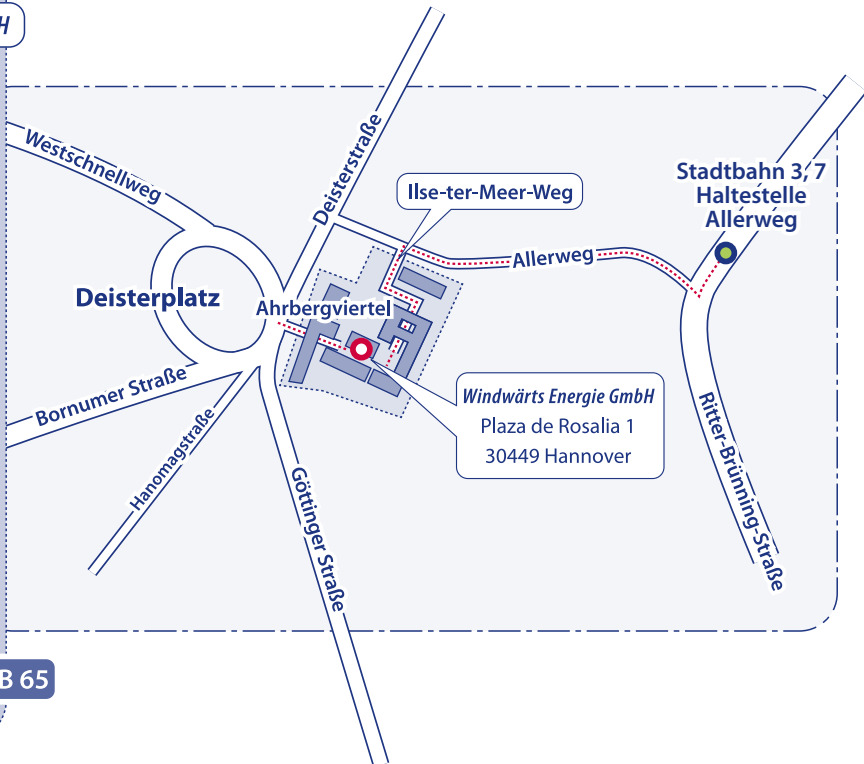 H
Westschnellweg
Deisterstraße
Stadtbahn 3, 7
Haltestelle
Allerweg
Ilse-ter-Meer-Weg
Allerweg
Deisterplatz
Ahrbergviertel
Bornumer Straße
Hanomagstraße
Windwärts Energie GmbH
Plaza de Rosalia 1
30449 Hannover
Ritter-Brünning-Straße
Göttinger Straße
B 65